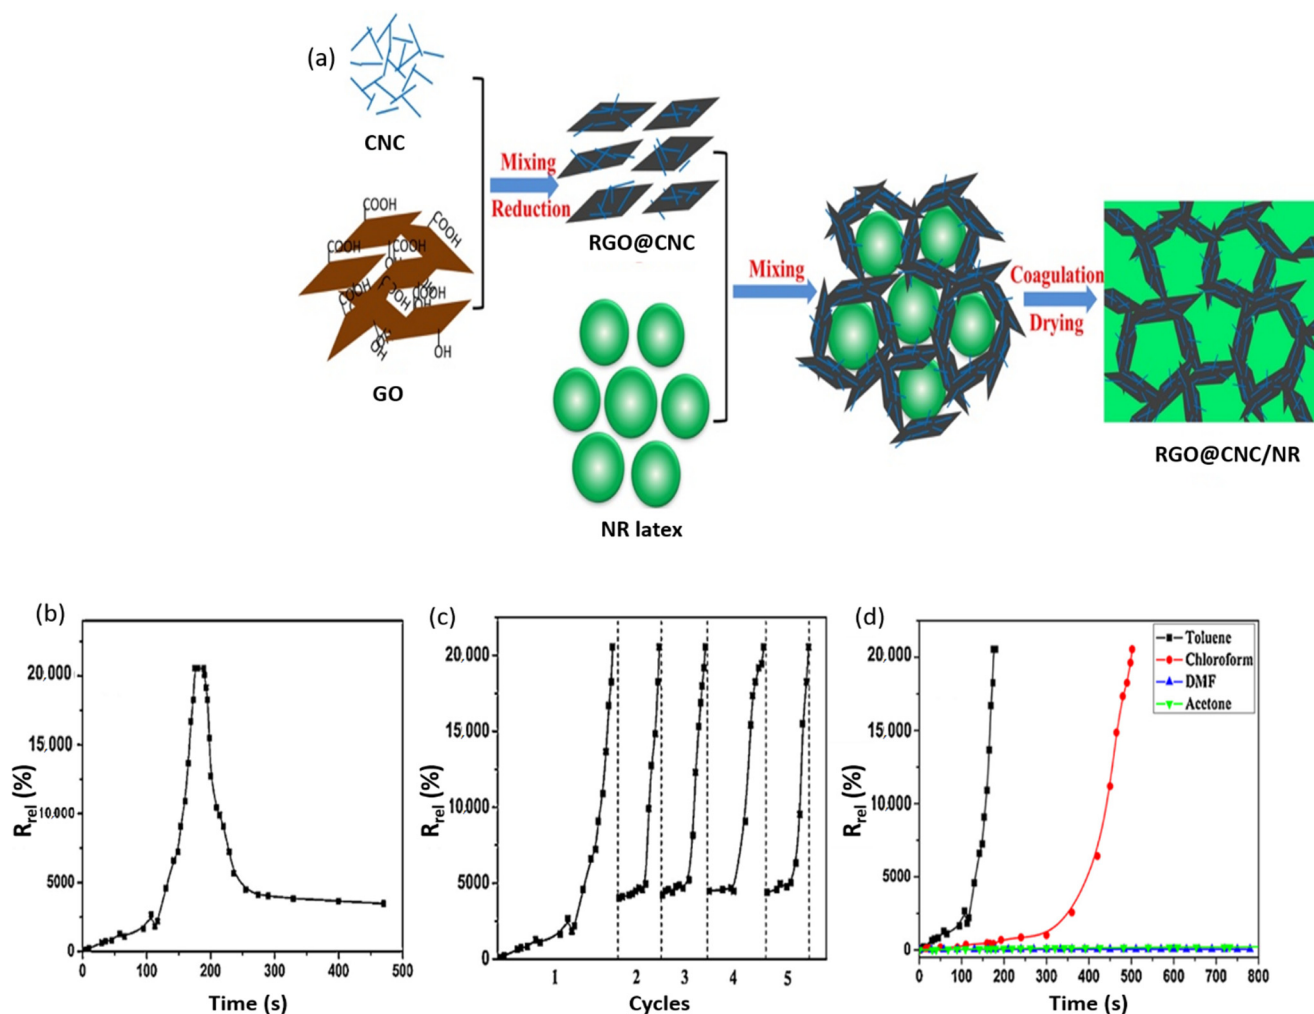 (a)
CNC
COOH
COOH
COOH
COOH
OH
COOH
COOH
COOH
OH
OH
OH
OH
GO
Mixing
Reduction
RGO@CNC
NR latex
Mixing
Coagulation
Drying
RGO@CNC/NR
(b)
Rrel (%)
20 000
15 000
10 000
5000
0
0 100 200 300 400 500
Time (s)
(c)
Rrel (%)
20 000
15 000
10 000
5000
0
1 2 3 4 5
Cycles
(d)
Rrel (%)
20 000
15 000
10 000
5000
0
0 100 200 300 400 500 600 700 800
Time (s)
Toluene
Chloroform
DMF
Acetone